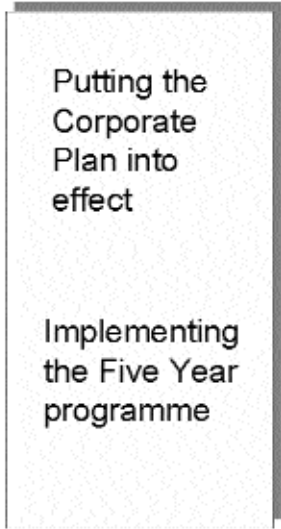 Putting the
Corporate
Plan into
effect
Implementing
the Five Year
programme